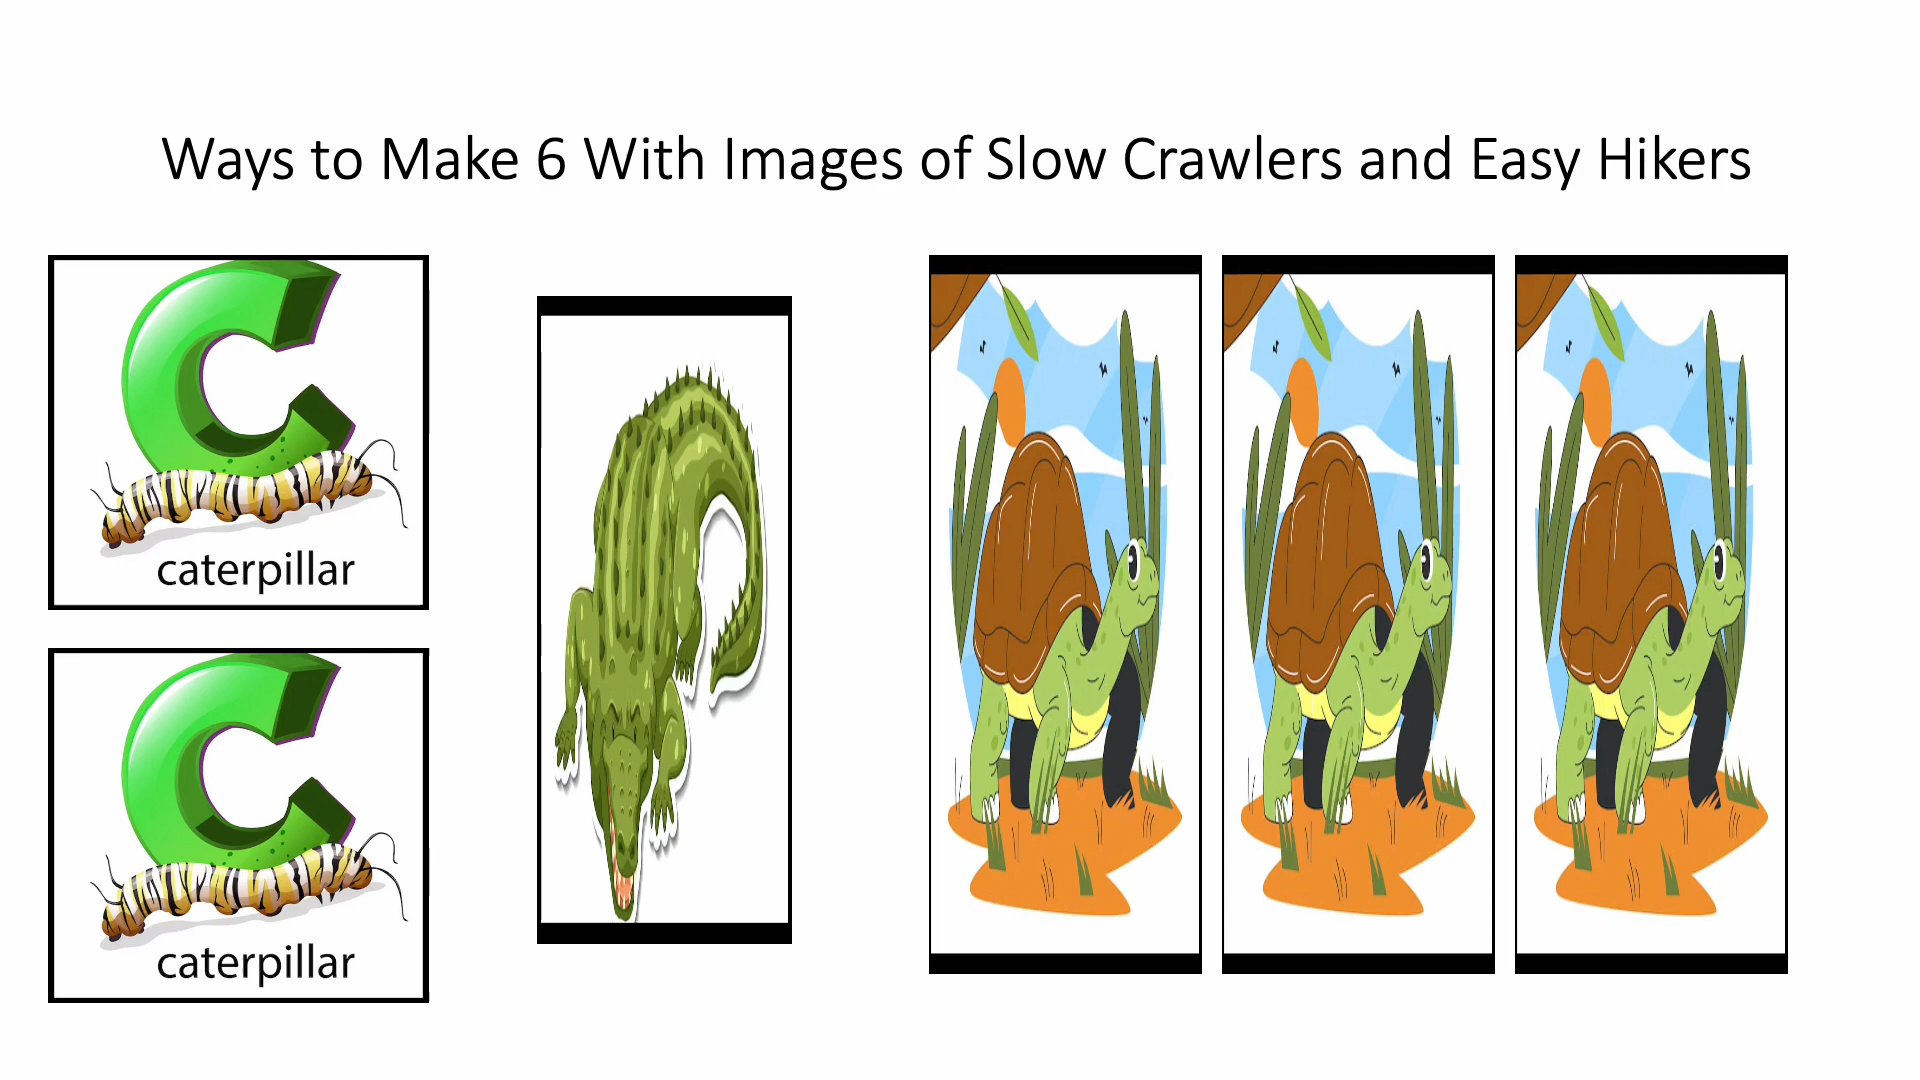 Ways to Make 6 With Images of Slow Crawlers and Easy Hikers
C
caterpillar
C
caterpillar